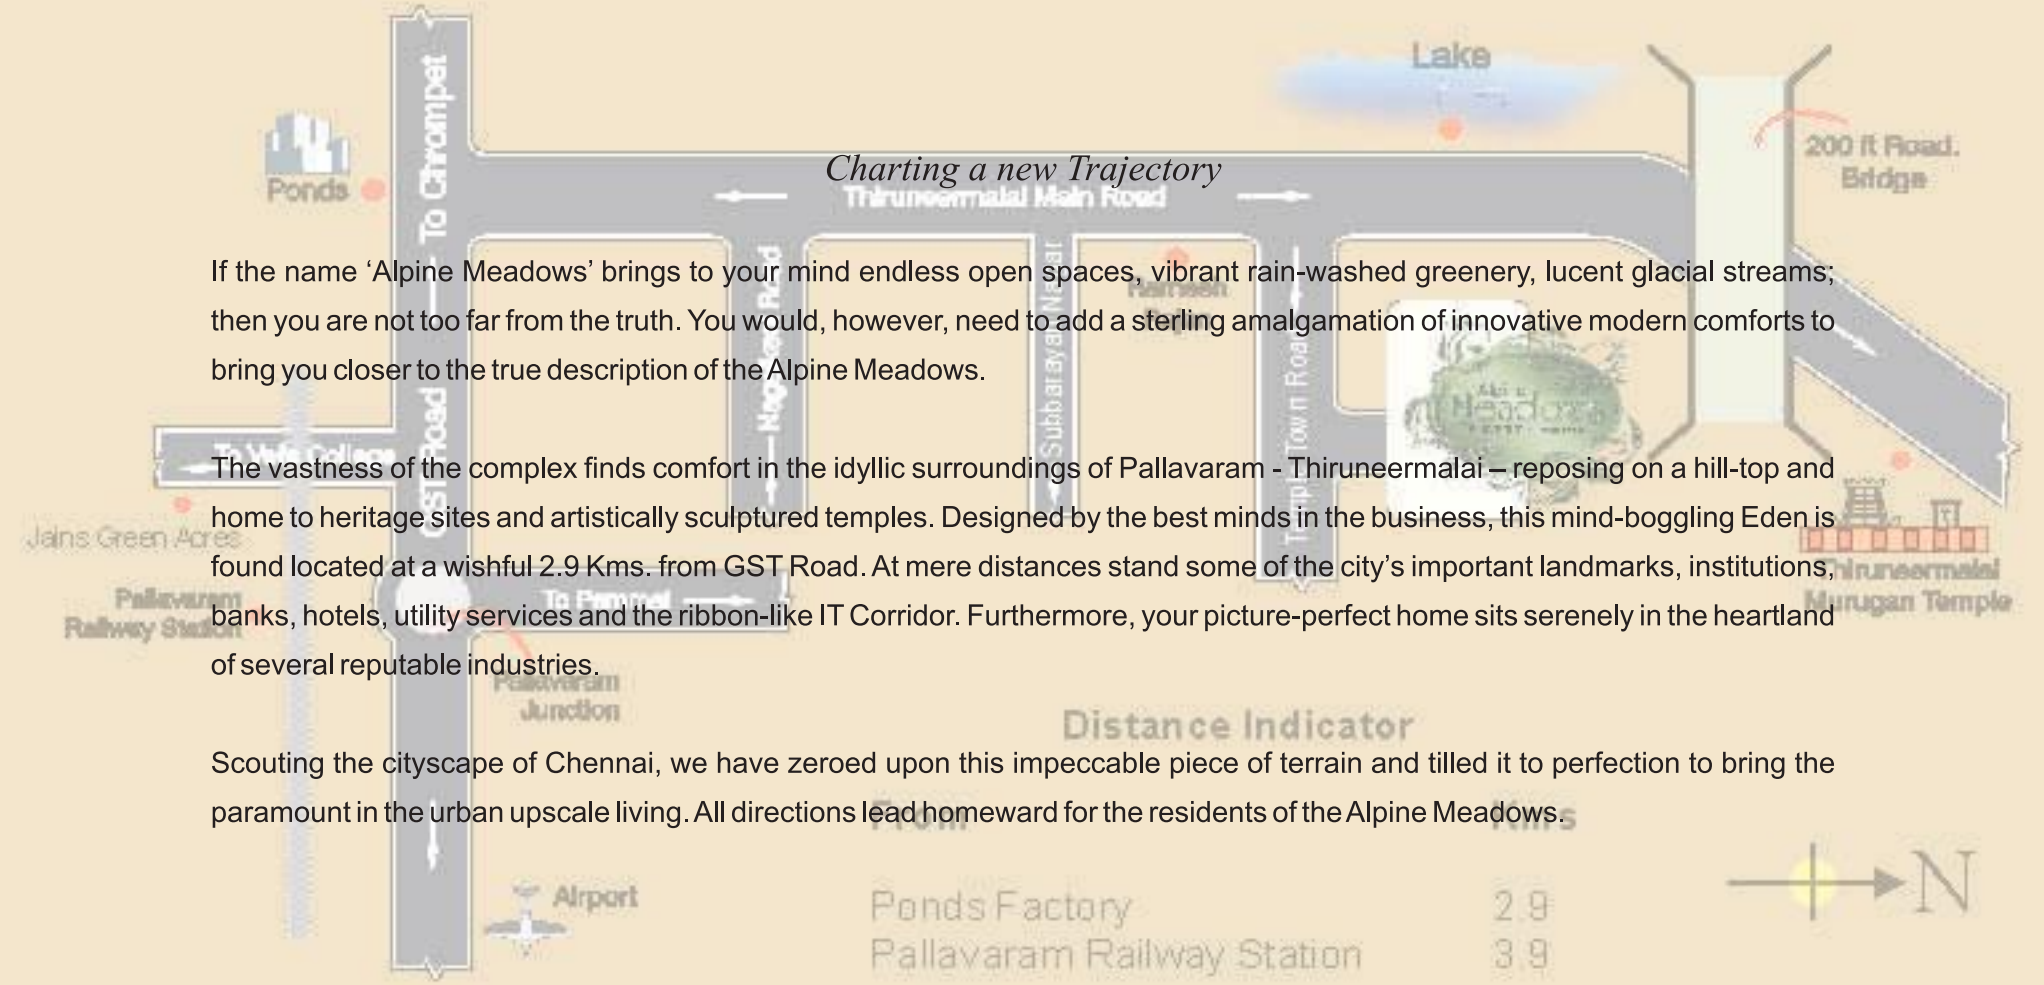 Lake
To Chrompet
200 ft Road.
Bridge
Ponds
Charting a new Trajectory
Thiruneermalai Main Road
If the name ‘Alpine Meadows’ brings to your mind endless open spaces, vibrant rain-washed greenery, lucent glacial streams;
then you are not too far from the truth. You would, however, need to add a sterling amalgamation of innovative modern comforts to
bring you closer to the true description of the Alpine Meadows.
Road
Subbarayan Nagar
Town Road
Meadows
GST Road
The vastness of the complex finds comfort in the idyllic surroundings of Pallavaram - Thiruneermalai – reposing on a hill-top and
home to heritage sites and artistically sculptured temples. Designed by the best minds in the business, this mind-boggling Eden is
found located at a wishful 2.9 Kms. from GST Road. At mere distances stand some of the city’s important landmarks, institutions,
banks, hotels, utility services and the ribbon-like IT Corridor. Furthermore, your picture-perfect home sits serenely in the heartland
of several reputable industries.
To College
Jains Green Acres
Pallavaram
Railway Station
To Pammal
Thiruneermalai
Murugan Temple
Pallavaram
Junction
Distance Indicator
Scouting the cityscape of Chennai, we have zeroed upon this impeccable piece of terrain and tilled it to perfection to bring the
paramount in the urban upscale living. All directions lead homeward for the residents of the Alpine Meadows.
From Kms
Airport
Ponds Factory 2.9
Pallavaram Railway Station 3.9
N